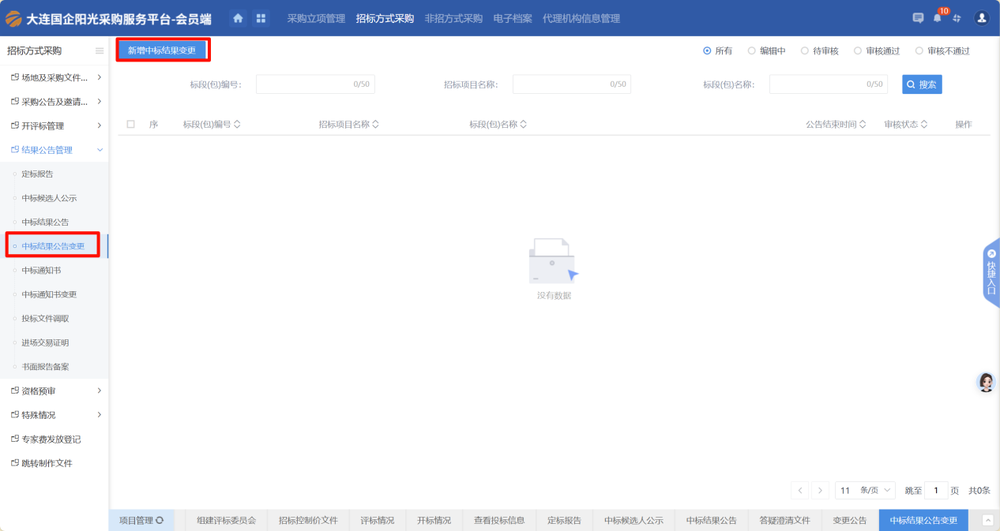 大连国企阳光采购服务平台-会员端
采购立项管理 招标方式采购 非招方式采购 电子档案 代理机构信息管理
10
招标方式采购
场地及采购文件...
采购公告及邀请...
开评标管理
结果公告管理
定标报告
中标候选人公示
中标结果公告
中标结果公告变更
中标通知书
中标通知书变更
投标文件调取
进场交易证明
书面报告备案
资格预审
特殊情况
专家费发放登记
跳转制作文件
新增中标结果变更
所有 编辑中 待审核 审核通过 审核不通过
标段(包)编号: 0/50 招标项目名称: 0/50 标段(包)名称: 0/50 搜索
序 标段(包)编号 招标项目名称 标段(包)名称 公告结束时间 审核状态 操作
没有数据
快捷入口
11 条/页 跳至 1 页 共0条
项目管理 组建评标委员会 招标控制价文件 评标情况 开标情况 查看投标信息 定标报告 中标候选人公示 中标结果公告 答疑澄清文件 变更公告 中标结果公告变更